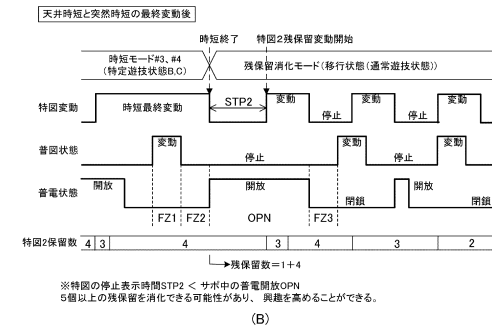 天井時短と突然時短の最終変動後
時短終了 特図2残保留変動開始
時短モード#3、#4
(特定遊技状態B,C)
残保留消化モード(移行状態(通常遊技状態))
特図変動
時短最終変動
STP2
変動
停止
変動
停止
変動
普図状態
変動
停止
変動
停止
変動
普電状態
開放
開放
閉鎖
開放
閉鎖
FZ1 FZ2 OPN FZ3
特図2保留数 4 3 4 3 4 3 2
残保留数=1+4
※特図の停止表示時間STP2 < サポ中の普電開放OPN
5個以上の残保留を消化できる可能性があり、 興趣を高めることができる。
(B)